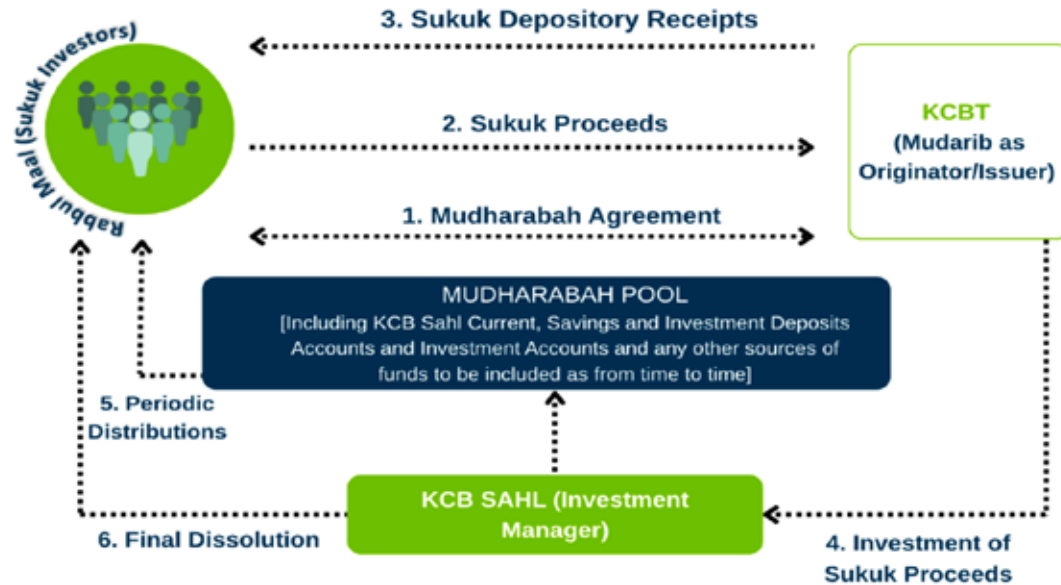 3. Sukuk Depository Receipts
Rabbul Maal (Sukuk Investors)
KCBT
(Mudarib as
Originator/Issuer)
2. Sukuk Proceeds
1. Mudharabah Agreement
MUDHARABAH POOL
[Including KCB Sahl Current, Savings and Investment Deposits
Accounts and Investment Accounts and any other sources of
funds to be included as from time to time]
5. Periodic
Distributions
KCB SAHL (Investment
Manager)
6. Final Dissolution
4. Investment of
Sukuk Proceeds